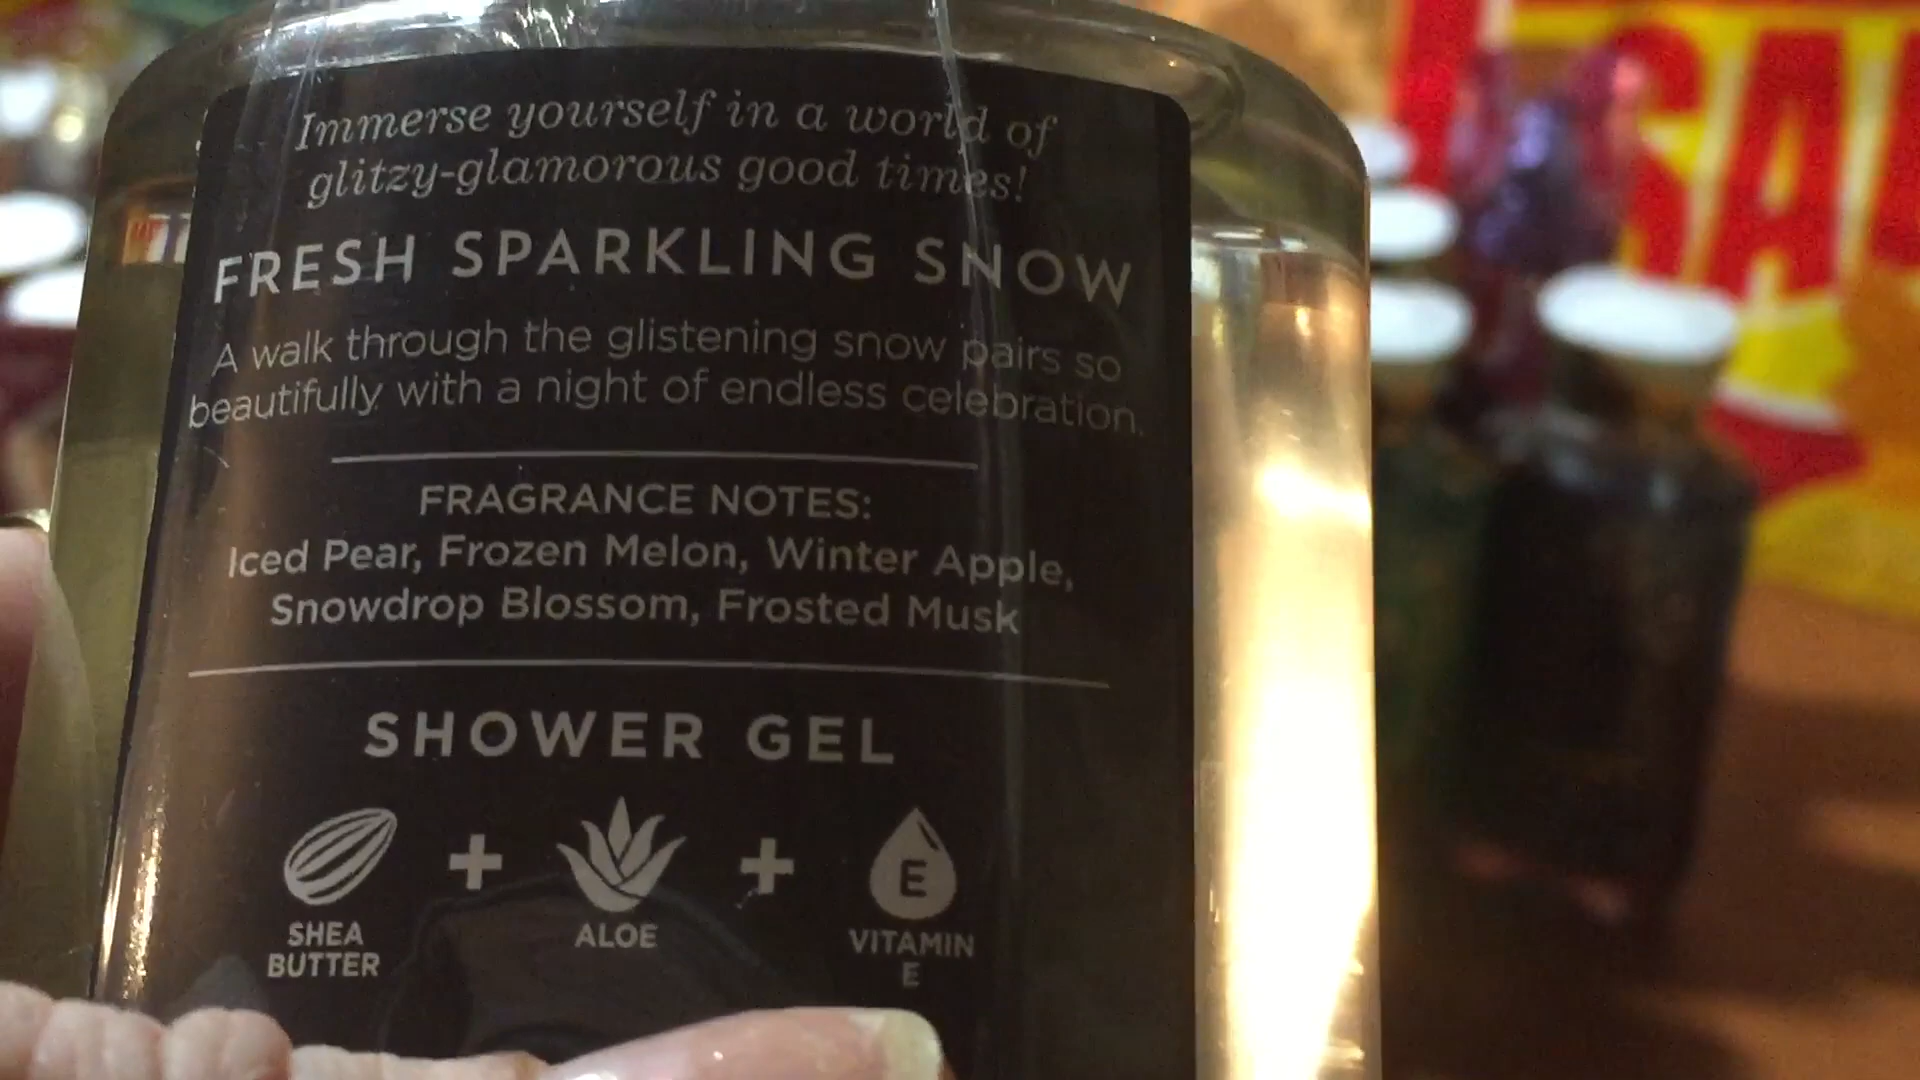 Immerse yourself in a world of
glitzy-glamorous good times!
FRESH SPARKLING SNOW
A walk through the glistening snow pairs so
beautifully with a night of endless celebration.
FRAGRANCE NOTES:
Iced Pear, Frozen Melon, Winter Apple,
Snowdrop Blossom, Frosted Musk
SHOWER GEL
E
SHEA
BUTTER
+
ALOE
+
VITAMIN
E